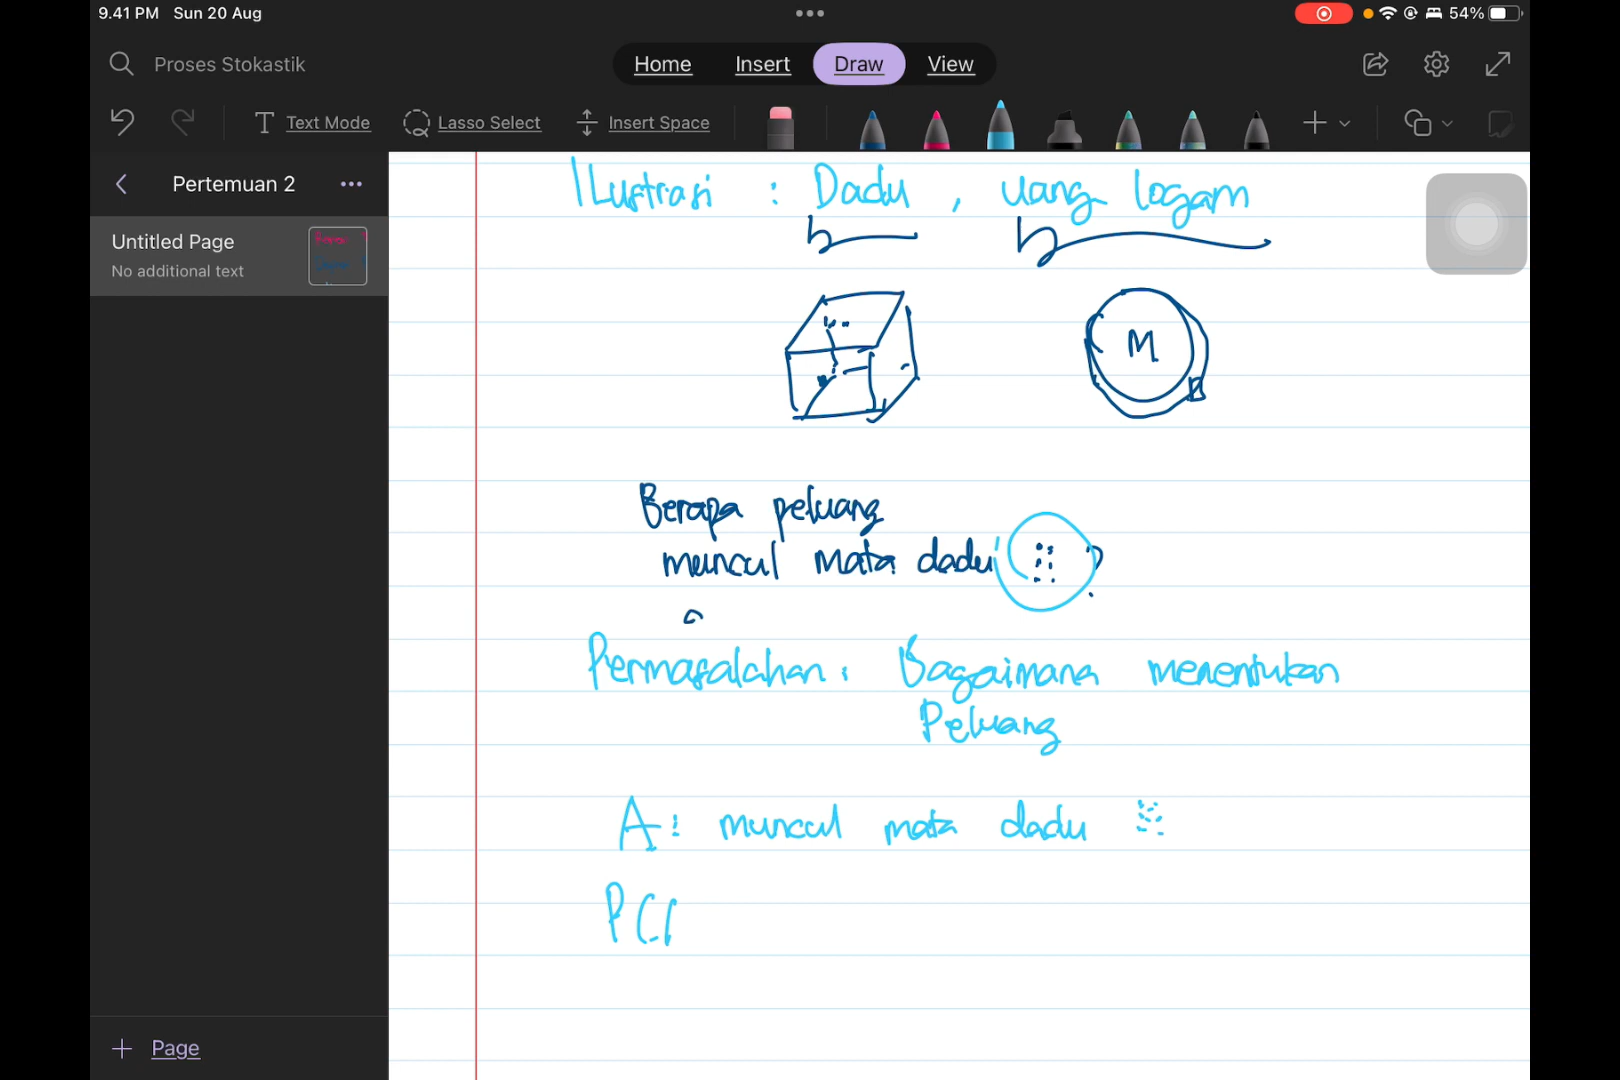 9.41 PM Sun 20 Aug
54%
Proses Stokastik
Home Insert Draw View
Text Mode Lasso Select Insert Space
Pertemuan 2
Untitled Page
No additional text
Page
Ilustrasi : Dadu , uang logam
M
B
Berapa peluang
muncul mata dadu ?
Permasalahan : Bagaimana menentukan
Peluang
A : muncul mata dadu
P(